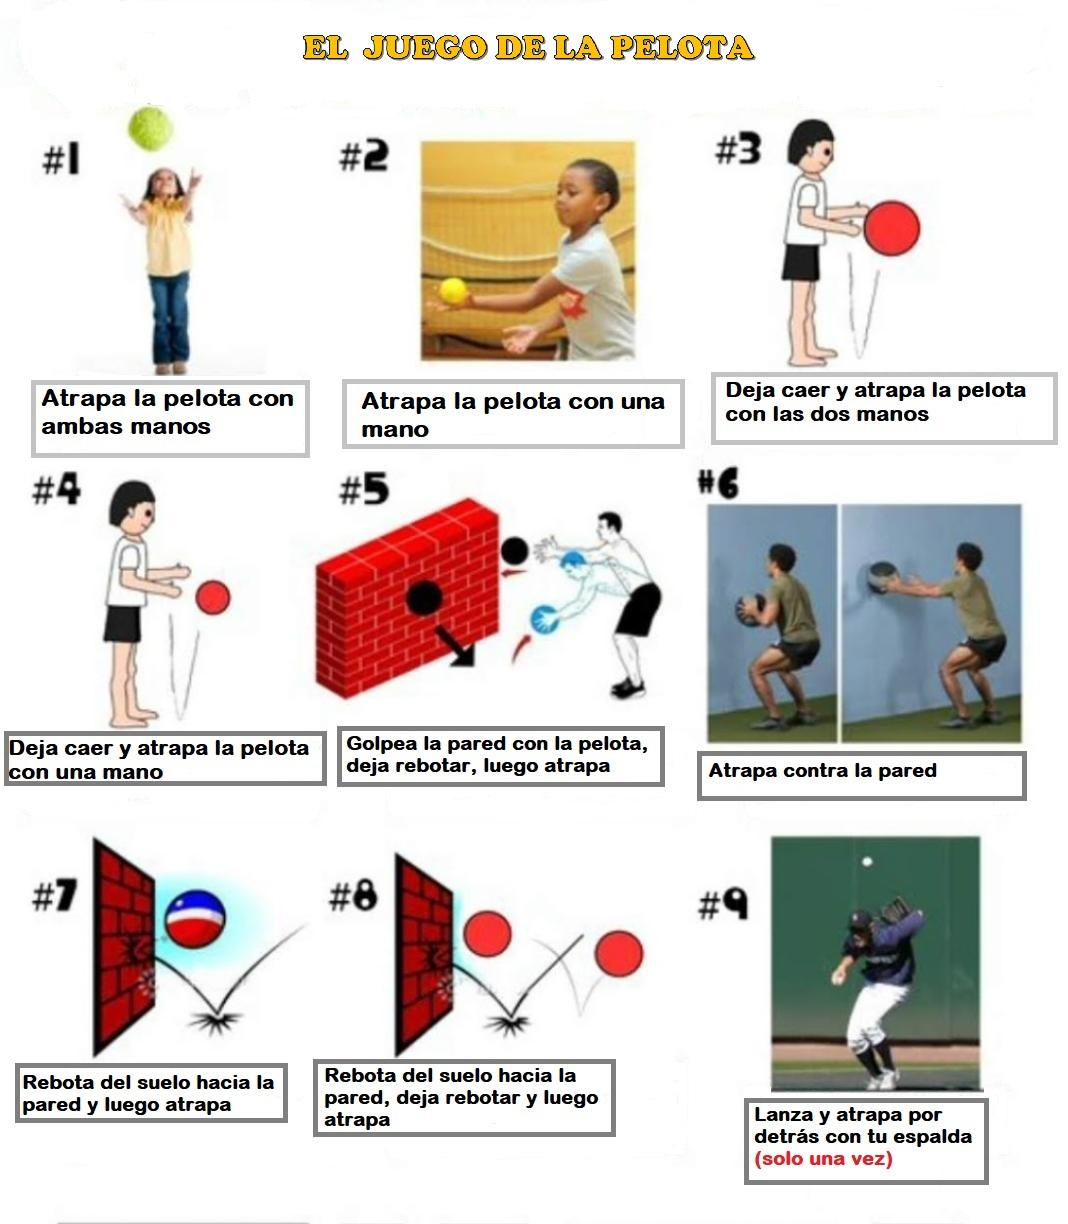 EL JUEGO DE LA PELOTA
#1
#2
#3
Atrapa la pelota con
ambas manos
Atrapa la pelota con una
mano
Deja caer y atrapa la pelota
con las dos manos
#4
#5
#6
Deja caer y atrapa la pelota
con una mano
Golpea la pared con la pelota,
deja rebotar, luego atrapa
Atrapa contra la pared
#7
#8
#9
Rebota del suelo hacia la
pared y luego atrapa
Rebota del suelo hacia la
pared, deja rebotar y luego
atrapa
Lanza y atrapa por
detrás con tu espalda
(solo una vez)